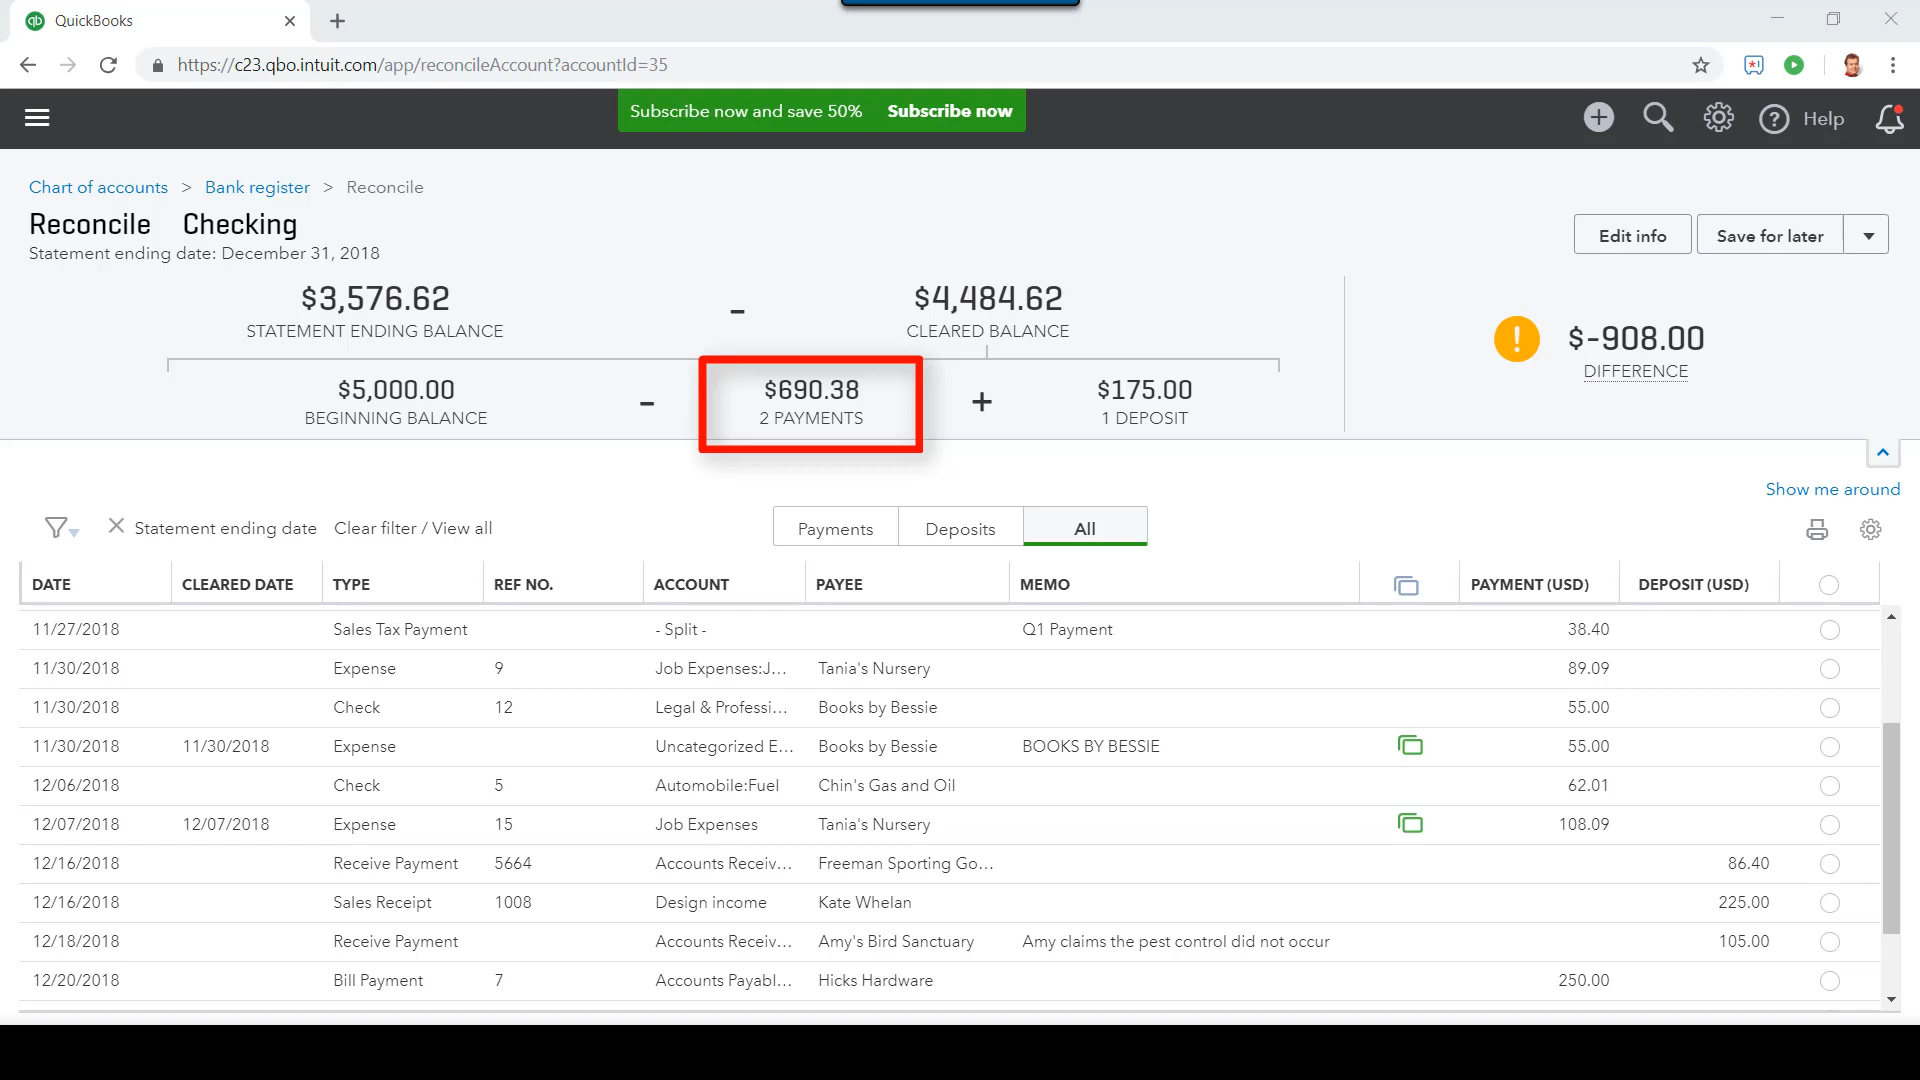 QuickBooks
https://c23.qbo.intuit.com/app/reconcileAccount?accountId=35
Subscribe now and save 50% Subscribe now
Help
Chart of accounts > Bank register > Reconcile
Reconcile Checking
Statement ending date: December 31, 2018
Edit info
Save for later
$3,576.62 - $4,484.62
STATEMENT ENDING BALANCE CLEARED BALANCE
$-908.00
DIFFERENCE
$5,000.00 - $690.38 + $175.00
BEGINNING BALANCE 2 PAYMENTS 1 DEPOSIT
Show me around
Statement ending date Clear filter / View all Payments Deposits All
DATE CLEARED DATE TYPE REF NO. ACCOUNT PAYEE MEMO PAYMENT (USD) DEPOSIT (USD)
11/27/2018 Sales Tax Payment - Split - Q1 Payment 38.40
11/30/2018 Expense 9 Job Expenses:J... Tania's Nursery 89.09
11/30/2018 Check 12 Legal & Professi... Books by Bessie 55.00
11/30/2018 11/30/2018 Expense Uncategorized E... Books by Bessie BOOKS BY BESSIE 55.00
12/06/2018 Check 5 Automobile:Fuel Chin's Gas and Oil 62.01
12/07/2018 12/07/2018 Expense 15 Job Expenses Tania's Nursery 108.09
12/16/2018 Receive Payment 5664 Accounts Receiv... Freeman Sporting Go... 86.40
12/16/2018 Sales Receipt 1008 Design income Kate Whelan 225.00
12/18/2018 Receive Payment Accounts Receiv... Amy's Bird Sanctuary Amy claims the pest control did not occur 105.00
12/20/2018 Bill Payment 7 Accounts Payabl... Hicks Hardware 250.00